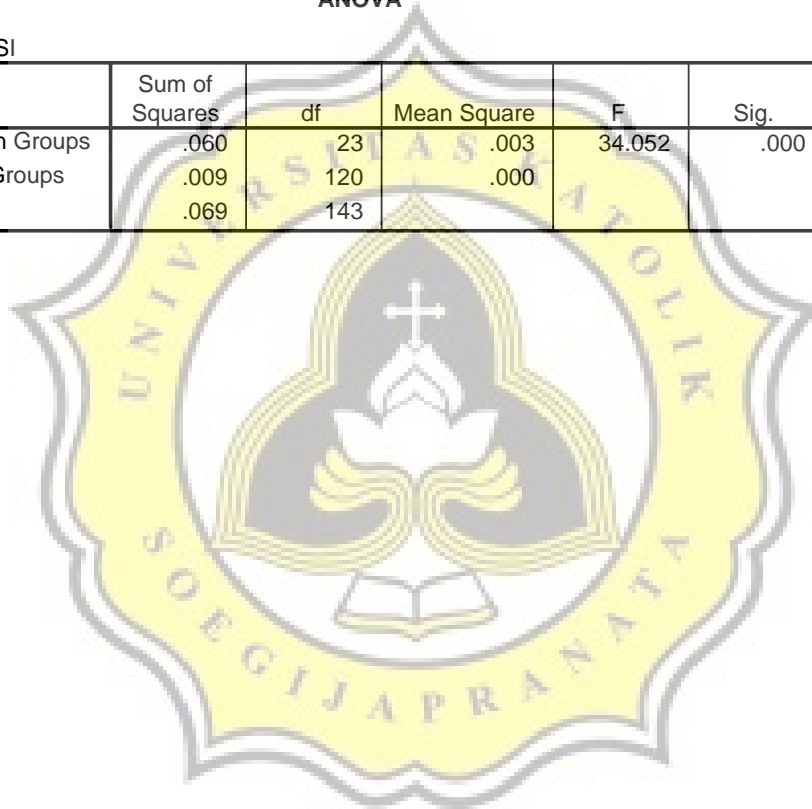 ANOVA
SI
Sum of
Squares df Mean Square F Sig.
n Groups .060 23 .003 34.052 .000
Groups .009 120 .000
.069 143
UNIVERSITAS KATOLIK
SOEGIJAPRANATA